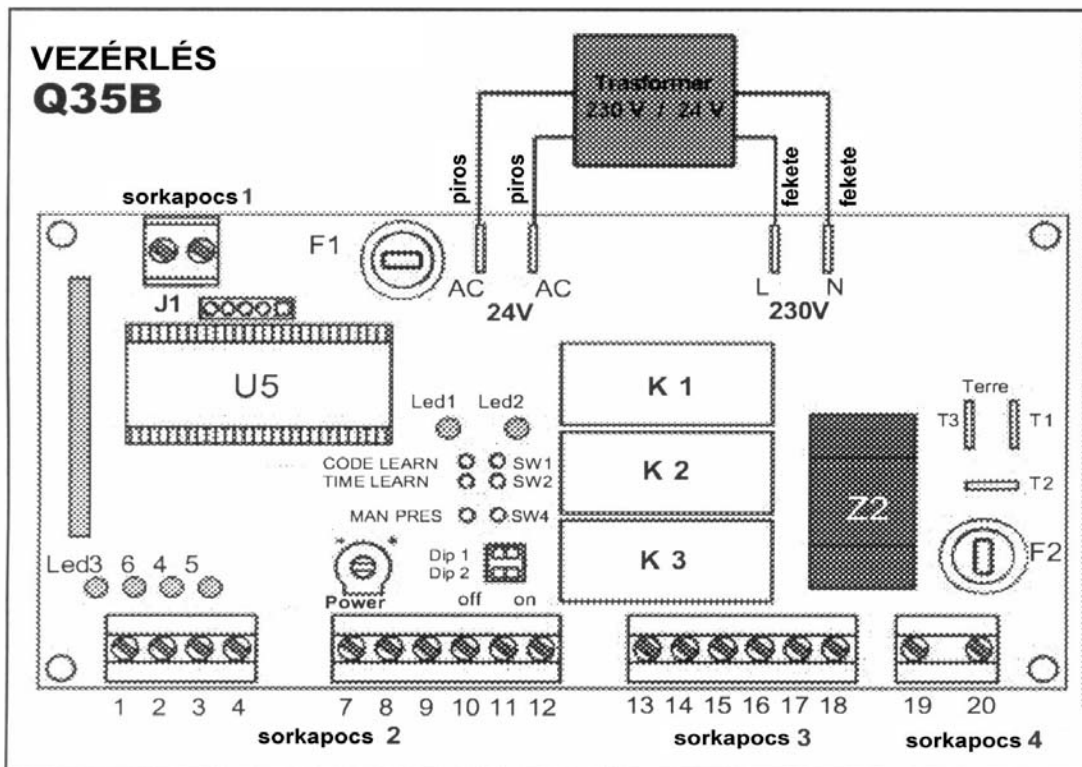 VEZÉRLÉS
Q35B
Trasformer
230 V / 24 V
piros
piros
fekete
fekete
sorkapocs 1
F1
AC
AC
L
N
J1
24V
230V
U5
K 1
Led1
Led2
Terre
T3
T1
CODE LEARN
SW1
TIME LEARN
SW2
K 2
T2
MAN PRES
SW4
Z2
- +
Dip 1
Dip 2
K 3
F2
Led3 6 4 5
Power
off on
1 2 3 4
7 8 9 10 11 12
13 14 15 16 17 18
19 20
sorkapocs 2
sorkapocs 3
sorkapocs 4